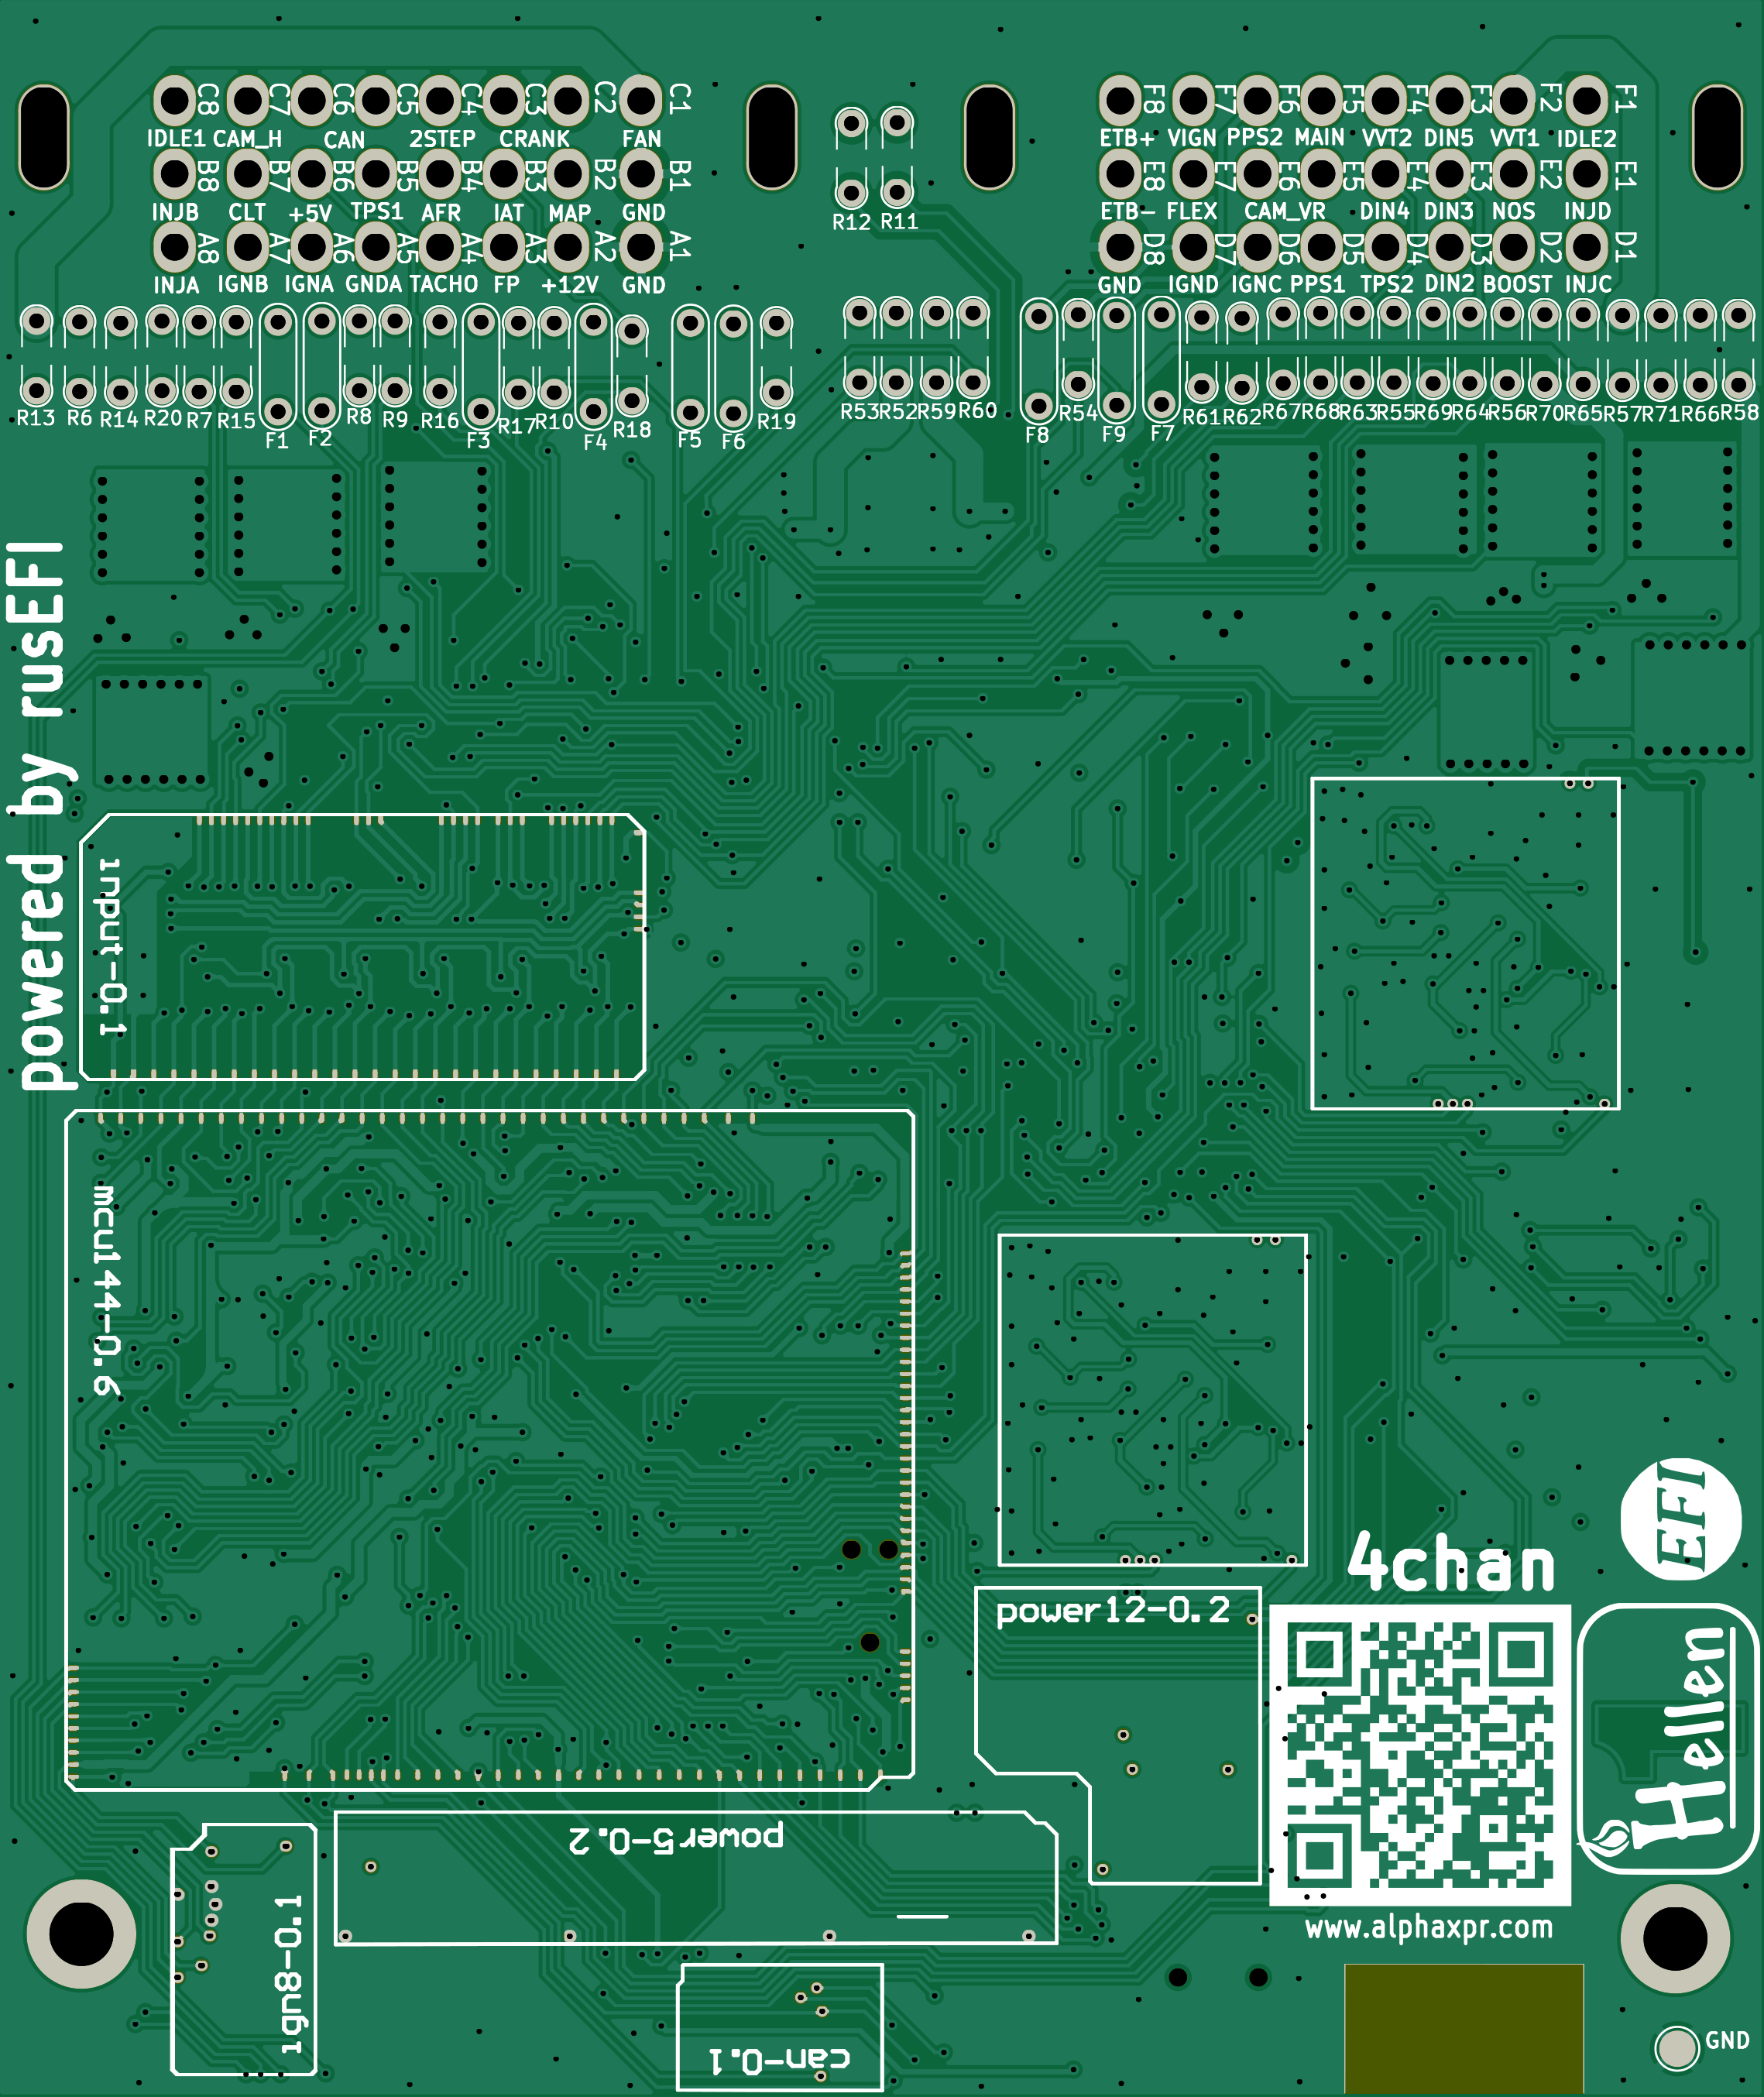 C8 C7 C6 C5 C4 C3 C2 C1
IDLE1 CAM_H CAN 2STEP CRANK FAN
B8 B7 B6 B5 B4 B3 B2 B1
INJB CLT +5V TPS1 AFR IAT MAP GND
A8 A7 A6 A5 A4 A3 A2 A1
INJA IGNB IGNA GNDA TACHO FP +12V GND
R12 R11
F8 F7 F6 F5 F4 F3 F2 F1
ETB+ VIGN PPS2 MAIN VVT2 DIN5 VVT1 IDLE2
E8 E7 E6 E5 E4 E3 E2 E1
ETB- FLEX CAM_VR DIN4 DIN3 NOS INJD
D8 D7 D6 D5 D4 D3 D2 D1
GND IGND IGNC PPS1 TPS2 DIN2 BOOST INJC
R13 R6 R14 R20 R7 R15 F1 F2 R8 R9 R16 F3 R17 R10 F4 R18 F5 F6 R19
R53 R52 R59 R60 F8 R54 F9 F7 R61 R62 R67 R68 R63 R55 R69 R64 R56 R70 R65 R57 R71 R66 R58
powered by rusEFI
input-0.1
mcu144-0.6
EFI
4chan
power12-0.2
Hellen
1
power5-0.2
ign8-0.1
www.alphaxpr.com
can-0.1
GND